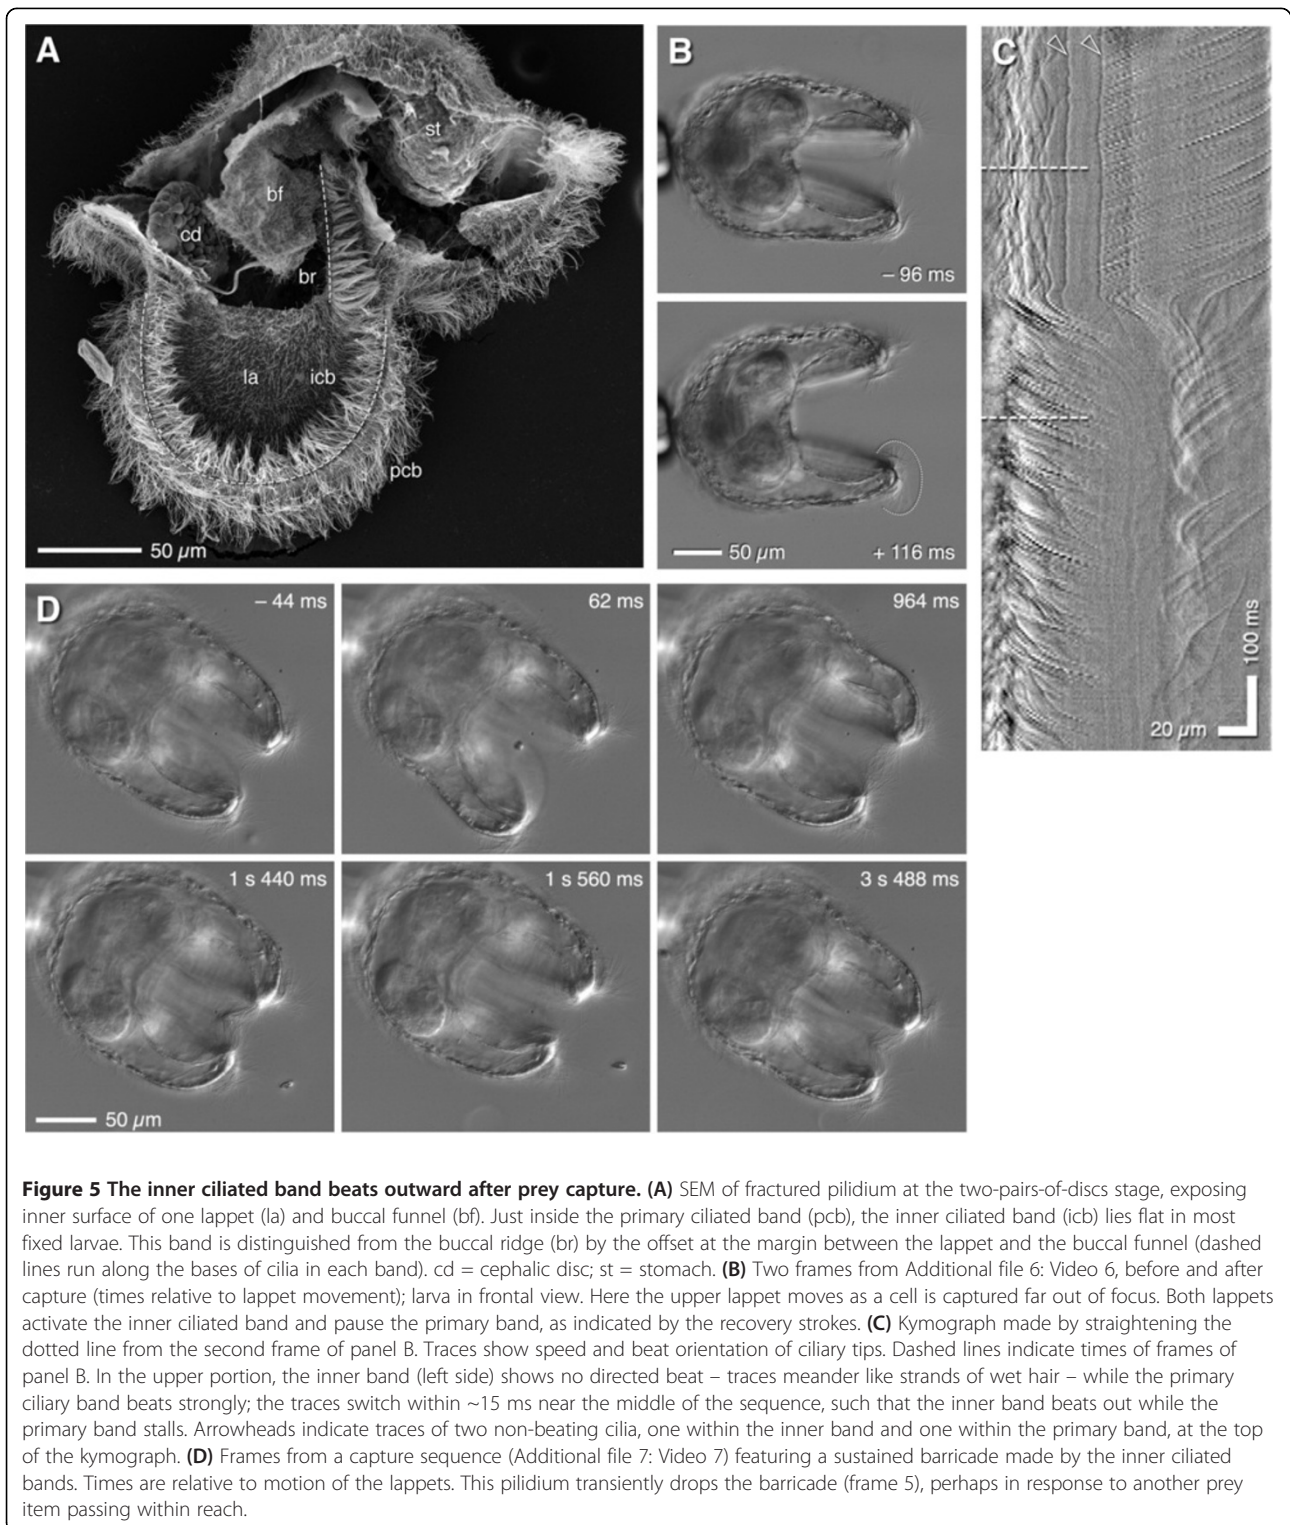 A
st
bf
cd
br
la
icb
pcb
50 µm
B
– 96 ms
50 µm
+ 116 ms
C
100 ms
20 µm
D
– 44 ms
62 ms
964 ms
1 s 440 ms
1 s 560 ms
3 s 488 ms
50 µm
Figure 5 The inner ciliated band beats outward after prey capture. (A) SEM of fractured pilidium at the two-pairs-of-discs stage, exposing
inner surface of one lappet (la) and buccal funnel (bf). Just inside the primary ciliated band (pcb), the inner ciliated band (icb) lies flat in most
fixed larvae. This band is distinguished from the buccal ridge (br) by the offset at the margin between the lappet and the buccal funnel (dashed
lines run along the bases of cilia in each band). cd = cephalic disc; st = stomach. (B) Two frames from Additional file 6: Video 6, before and after
capture (times relative to lappet movement); larva in frontal view. Here the upper lappet moves as a cell is captured far out of focus. Both lappets
activate the inner ciliated band and pause the primary band, as indicated by the recovery strokes. (C) Kymograph made by straightening the
dotted line from the second frame of panel B. Traces show speed and beat orientation of ciliary tips. Dashed lines indicate times of frames of
panel B. In the upper portion, the inner band (left side) shows no directed beat – traces meander like strands of wet hair – while the primary
ciliary band beats strongly; the traces switch within ~15 ms near the middle of the sequence, such that the inner band beats out while the
primary band stalls. Arrowheads indicate traces of two non-beating cilia, one within the inner band and one within the primary band, at the top
of the kymograph. (D) Frames from a capture sequence (Additional file 7: Video 7) featuring a sustained barricade made by the inner ciliated
bands. Times are relative to motion of the lappets. This pilidium transiently drops the barricade (frame 5), perhaps in response to another prey
item passing within reach.